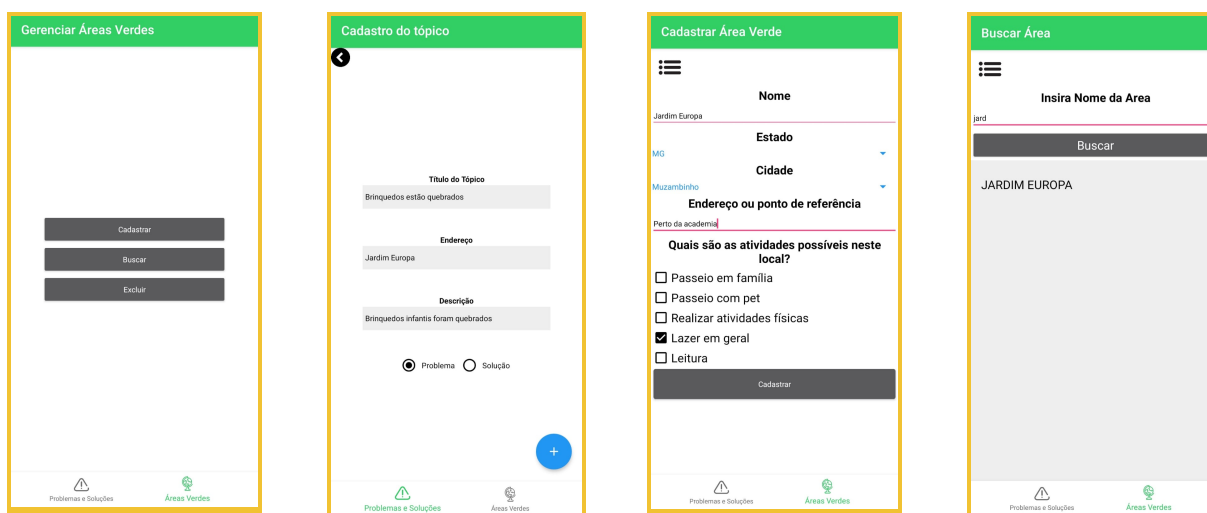 Gerenciar Áreas Verdes
Cadastrar
Buscar
Excluir
Problemas e Soluções
Áreas Verdes
Cadastro do tópico
Título do Tópico
Brinquedos estão quebrados
Endereço
Jardim Europa
Descrição
Brinquedos infantis foram quebrados
Problema
Solução
+
Problemas e Soluções
Áreas Verdes
Cadastrar Área Verde
Nome
Jardim Europa
Estado
MG
Cidade
Muzambinho
Endereço ou ponto de referência
Perto da academia
Quais são as atividades possíveis neste
local?
Passeio em família
Passeio com pet
Realizar atividades físicas
Lazer em geral
Leitura
Cadastrar
Problemas e Soluções
Áreas Verdes
Buscar Área
Insira Nome da Area
jard
Buscar
JARDIM EUROPA
Problemas e Soluções
Áreas Verdes